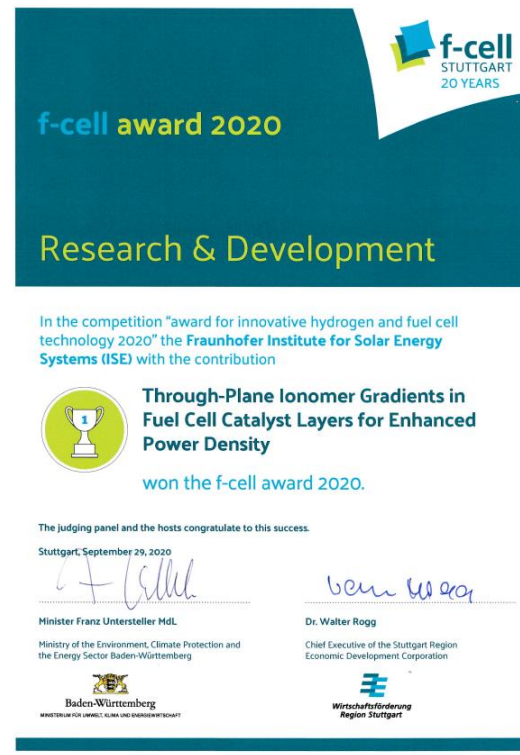 f-cell
STUTTGART
20 YEARS
f-cell award 2020
Research & Development
In the competition "award for innovative hydrogen and fuel cell
technology 2020" the Fraunhofer Institute for Solar Energy
Systems (ISE) with the contribution
1
Through-Plane Ionomer Gradients in
Fuel Cell Catalyst Layers for Enhanced
Power Density
won the f-cell award 2020.
The judging panel and the hosts congratulate to this success.
Stuttgart, September 29, 2020
Minister Franz Untersteller MdL
Ministry of the Environment, Climate Protection and
the Energy Sector Baden-Württemberg
Dr. Walter Rogg
Chief Executive of the Stuttgart Region
Economic Development Corporation
Baden-Württemberg
MINISTERIUM FÜR UMWELT, KLIMA UND ENERGIEWIRTSCHAFT
Wirtschaftsförderung
Region Stuttgart